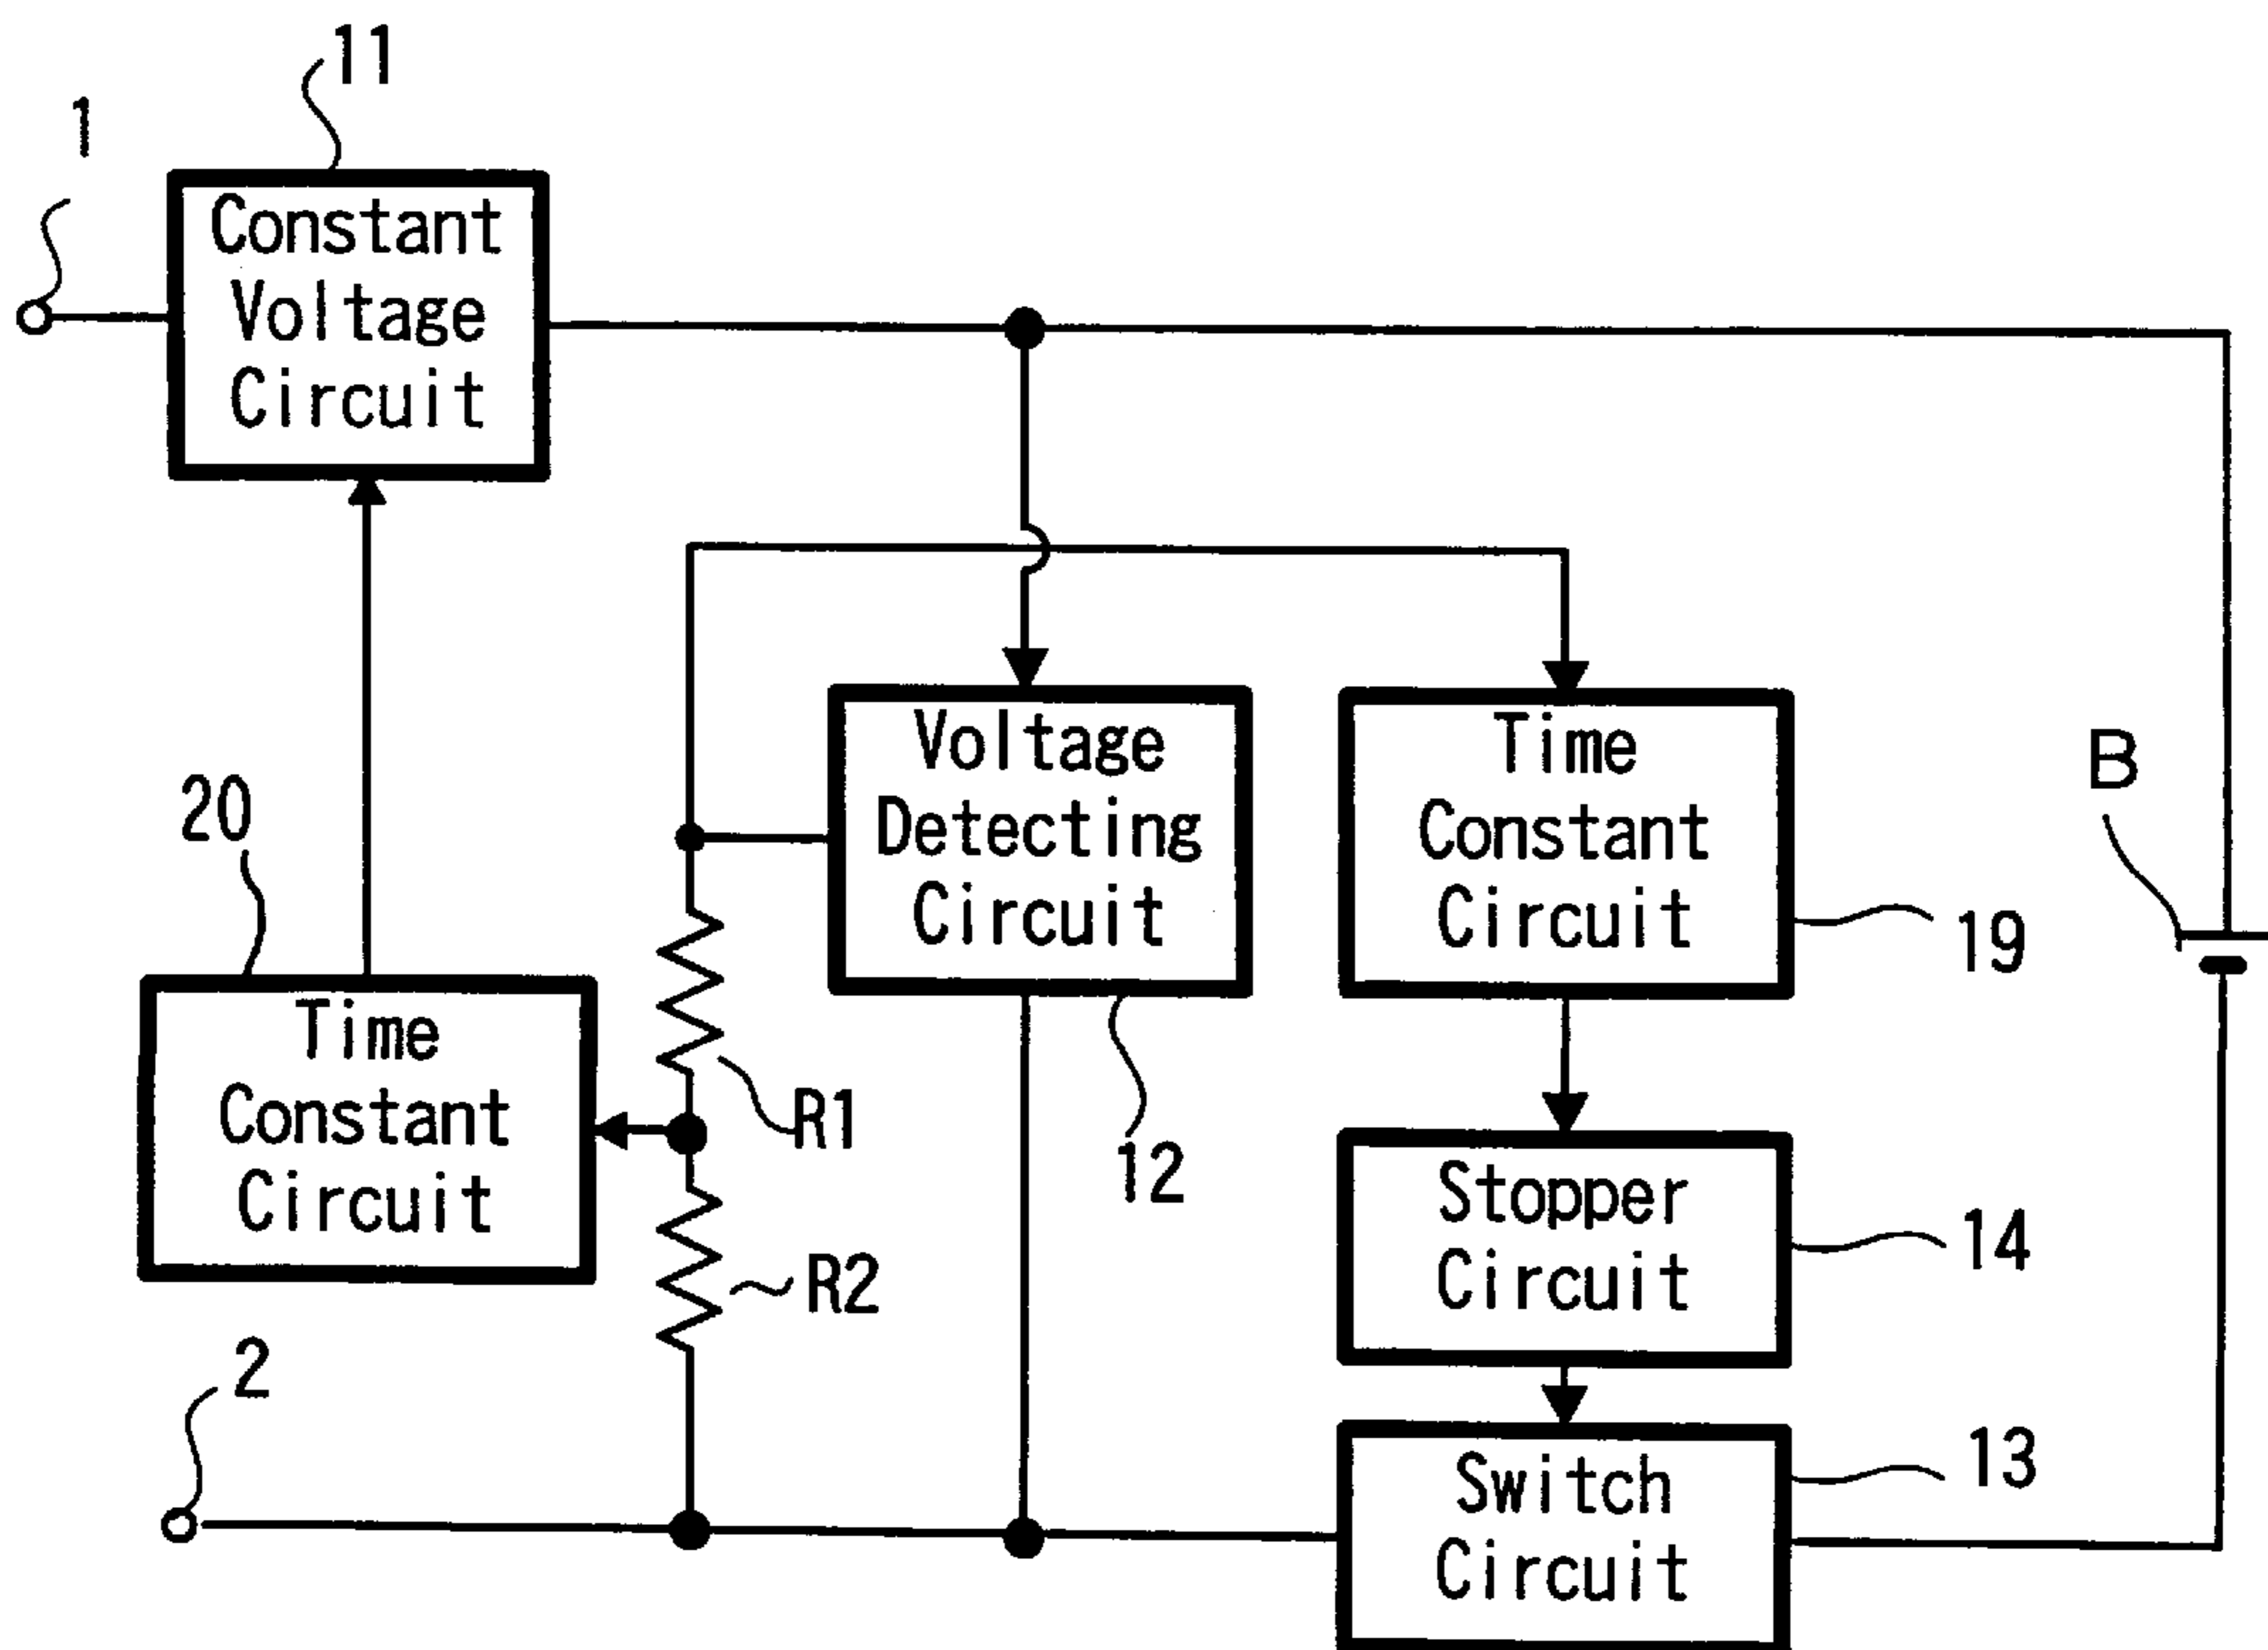 11
1
Constant
Voltage
Circuit
Voltage
Detecting
Circuit
Time
Constant
Circuit
B
19
20
Time
Constant
Circuit
R1
12
Stopper
Circuit
14
R2
2
Switch
Circuit
13